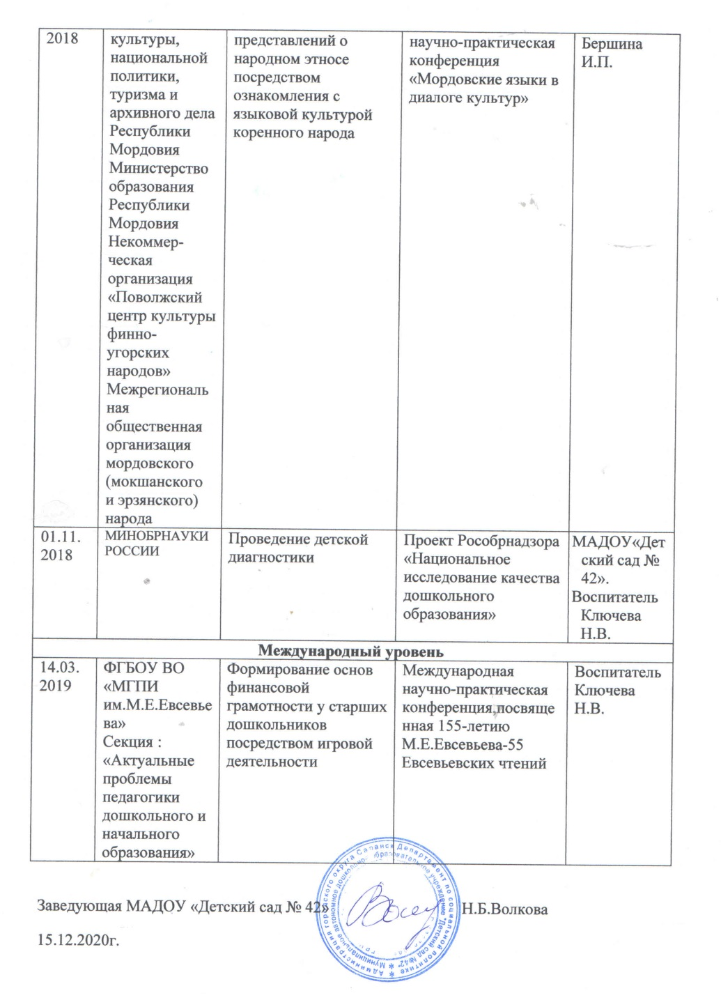 2018
культуры,
национальной
политики,
туризма и
архивного дела
Республики
Мордовия
Министерство
образования
Республики
Мордовия
Некоммер-
ческая
организация
«Поволжский
центр культуры
финно-
угорских
народов»
Межрегиональ
ная
общественная
организация
мордовского
(мокшанского
и эрзянского)
народа
представлений о
народном этносе
посредством
ознакомления с
языковой культурой
коренного народа
научно-практическая
конференция
«Мордовские языки в
диалоге культур»
Бершина
И.П.
01.11.
2018
МИНОБРНАУКИ
РОССИИ
Проведение детской
диагностики
Проект Рособрнадзора
«Национальное
исследование качества
дошкольного
образования»
МАДОУ«Дет
ский сад №
42».
Воспитатель
Ключева
Н.В.
Международный уровень
14.03.
2019
ФГБОУ ВО
«МГПИ
им.М.Е.Евсевье
ва»
Секция :
«Актуальные
проблемы
педагогики
дошкольного и
начального
образования»
Формирование основ
финансовой
грамотности у старших
дошкольников
посредством игровой
деятельности
Международная
научно-практическая
конференция,посвяще
нная 155-летию
М.Е.Евсевьева-55
Евсевьевских чтений
Воспитатель
Ключева
Н.В.
Заведующая МАДОУ «Детский сад № 42»
Н.Б.Волкова
15.12.2020г.
Администрация городского округа Саранск Департамент по социальной политике
Муниципальное автономное дошкольное образовательное учреждение "Детский сад №42"